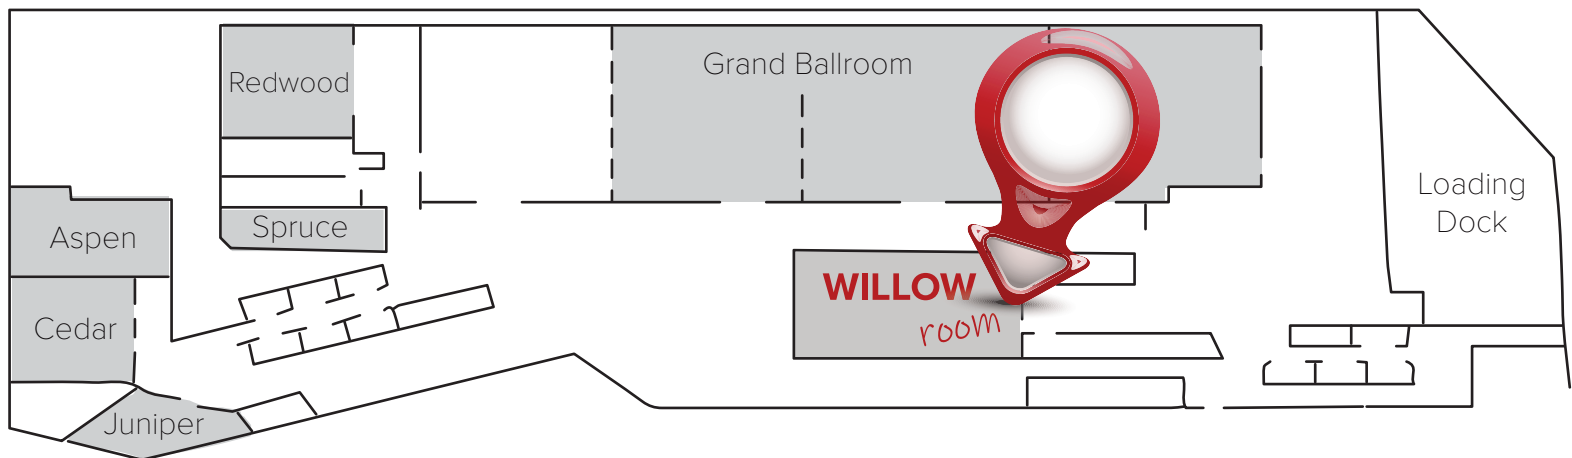 Grand Ballroom
Redwood
Loading
Dock
Spruce
Aspen
WILLOW
room
Cedar
Juniper